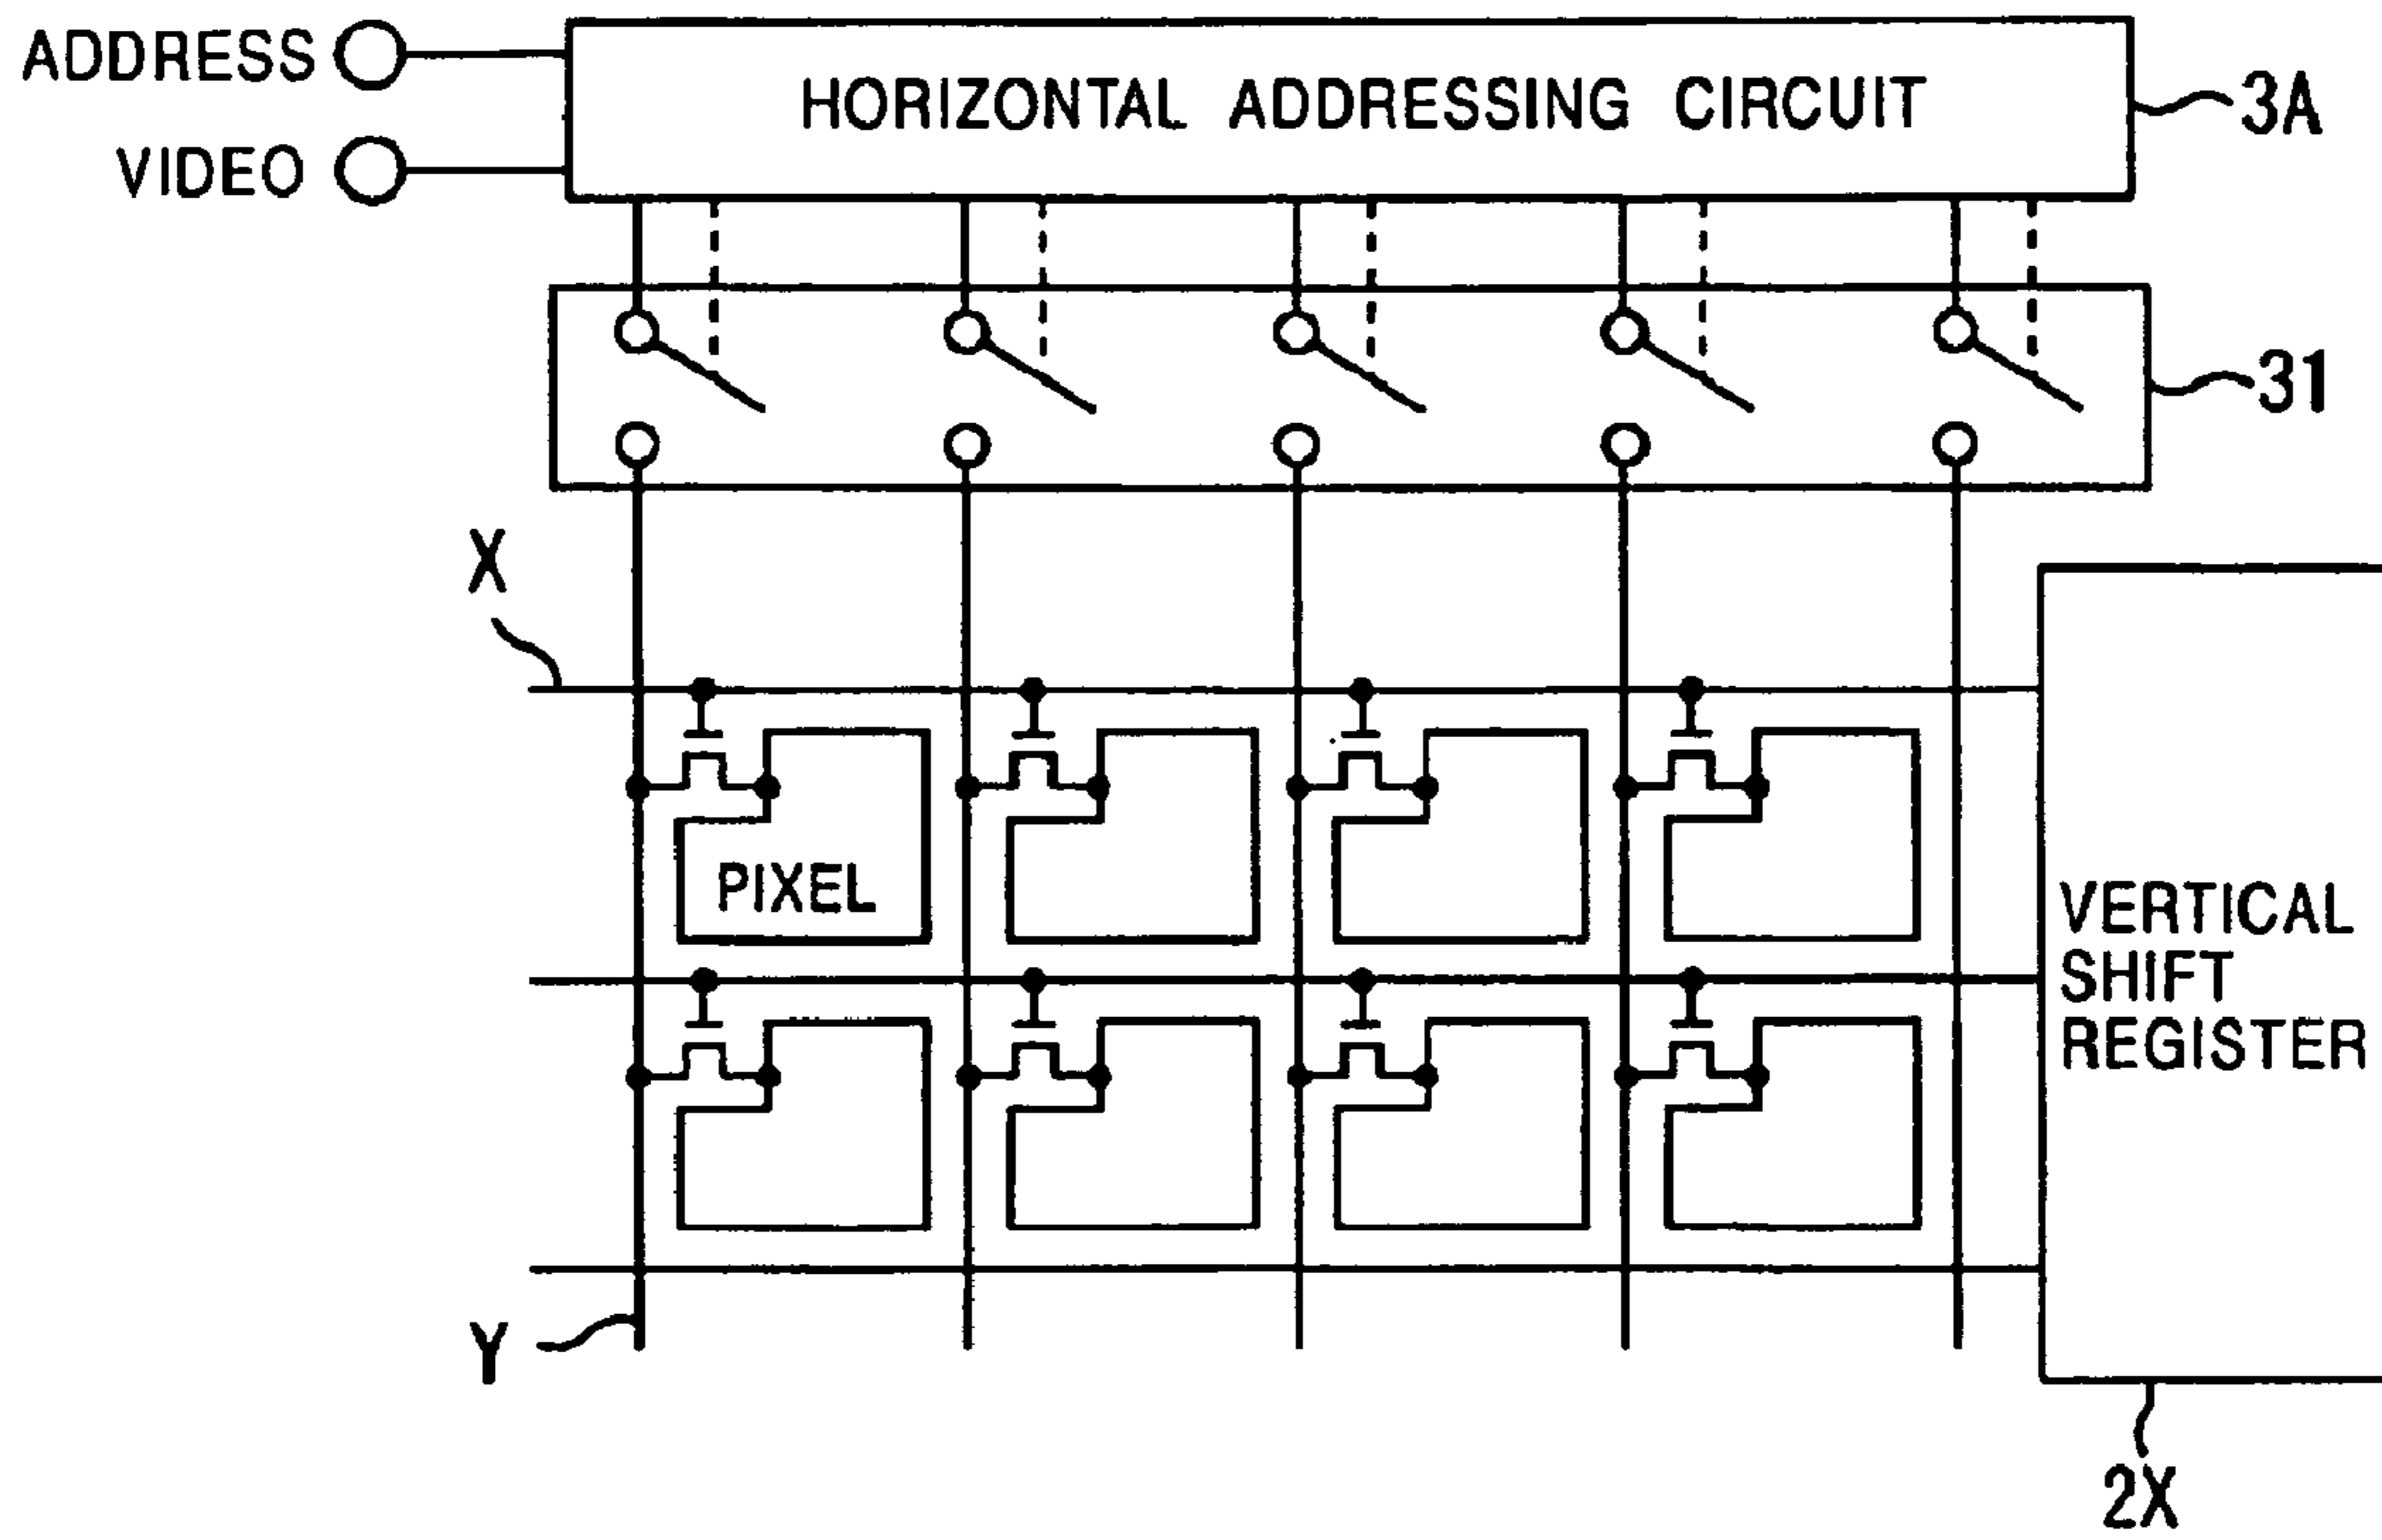 ADDRESS
HORIZONTAL ADDRESSING CIRCUIT
3A
VIDEO
31
X
PIXEL
VERTICAL
SHIFT
REGISTER
Y
2X